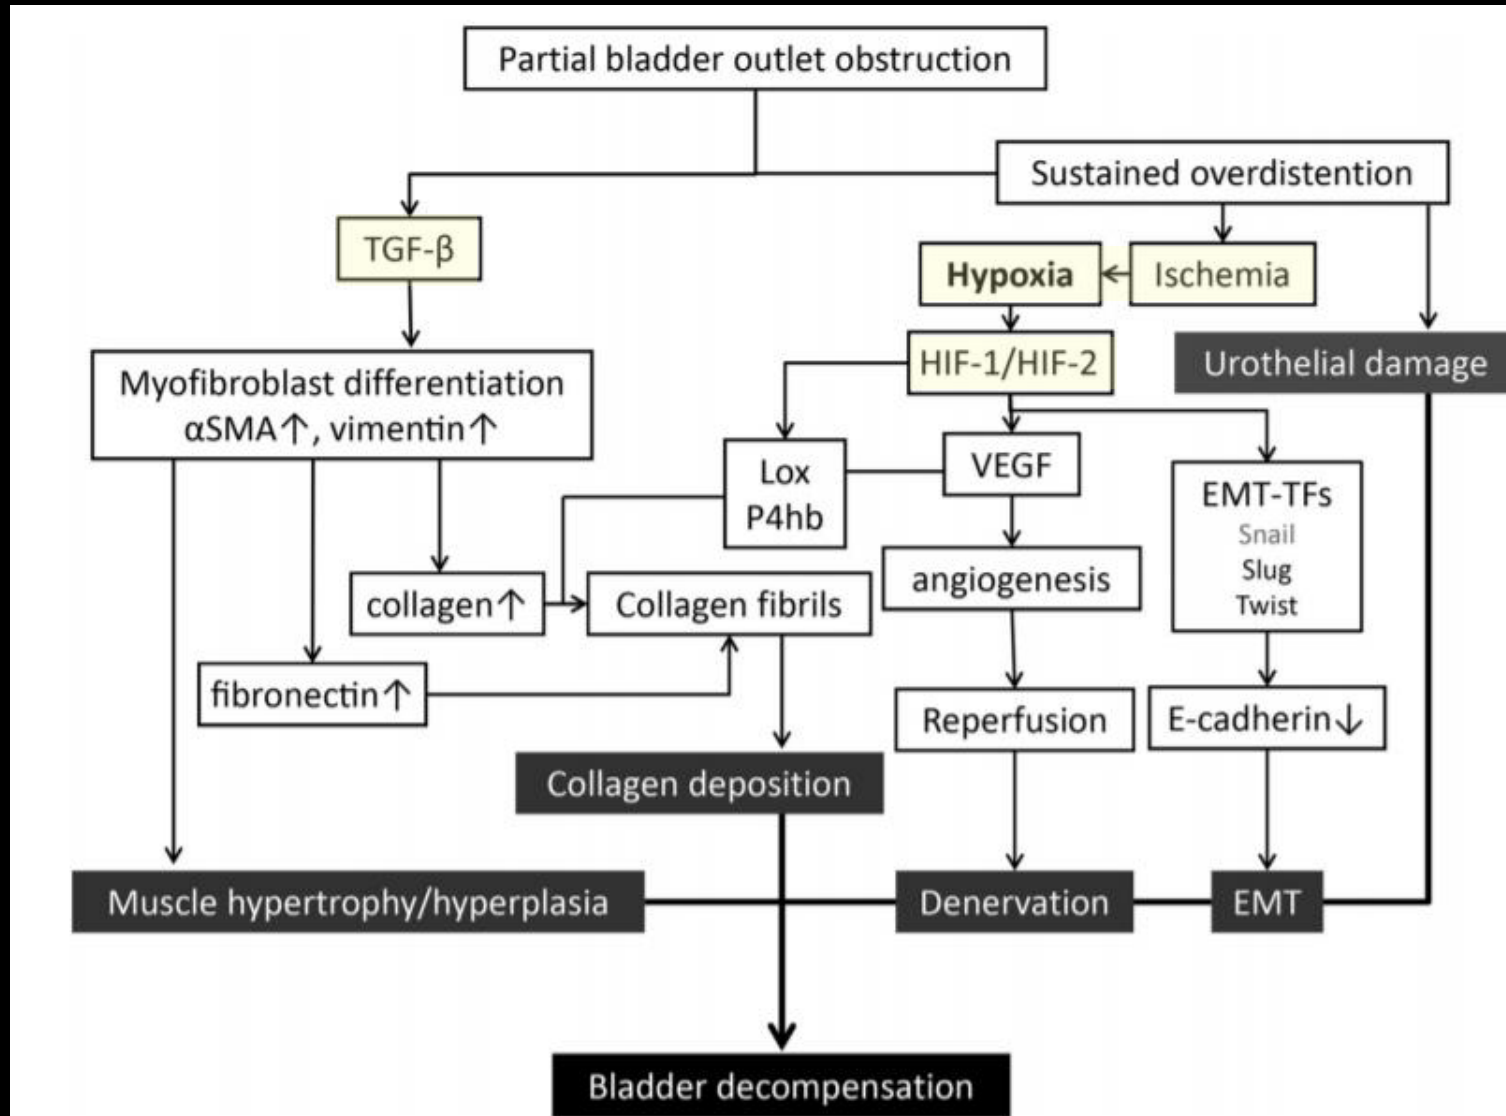 Partial bladder outlet obstruction
Sustained overdistention
TGF-β
Hypoxia
Ischemia
Myofibroblast differentiation
αSMA↑, vimentin↑
HIF-1/HIF-2
Urothelial damage
Lox
P4hb
VEGF
EMT-TFs
Snail
Slug
Twist
collagen↑
Collagen fibrils
angiogenesis
fibronectin↑
Reperfusion
E-cadherin↓
Collagen deposition
Muscle hypertrophy/hyperplasia
Denervation
EMT
Bladder decompensation